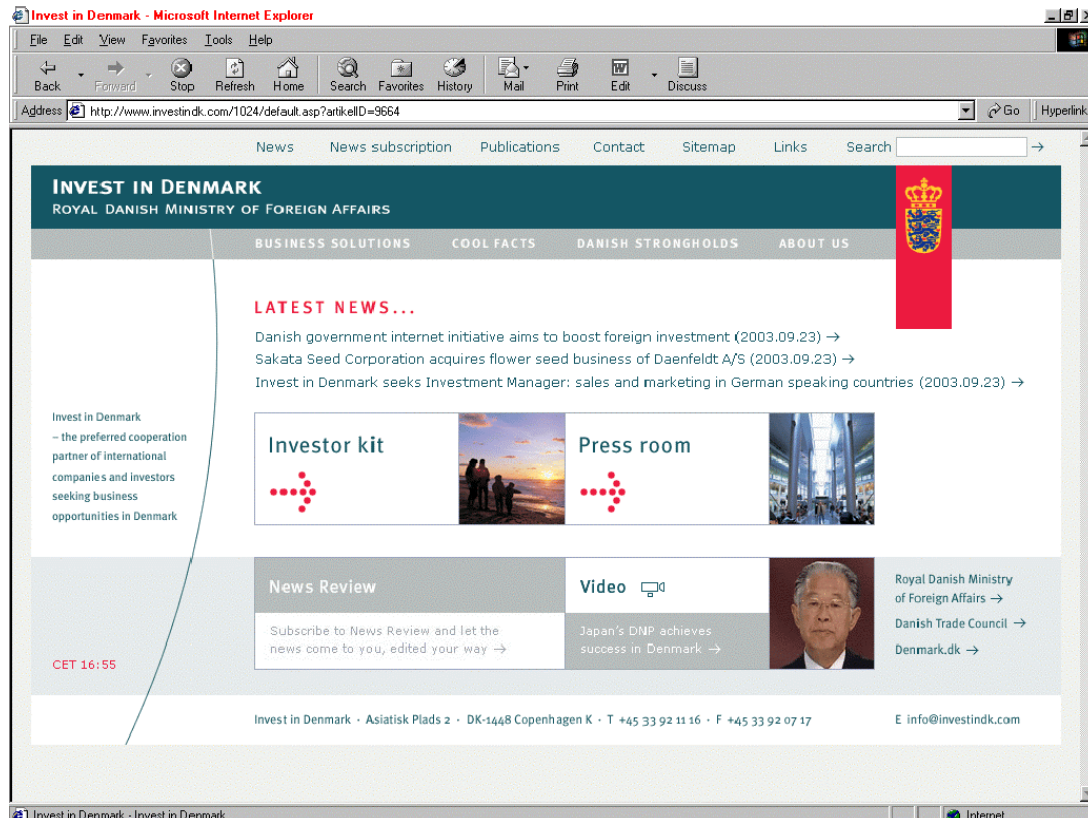 Invest in Denmark - Microsoft Internet Explorer
File Edit View Favorites Tools Help
Back Forward Stop Refresh Home Search Favorites History Mail Print Edit Discuss
Address http://www.investindk.com/1024/default.asp?artikelID=9664 Go Hyperlink
News News subscription Publications Contact Sitemap Links Search →
INVEST IN DENMARK
ROYAL DANISH MINISTRY OF FOREIGN AFFAIRS
BUSINESS SOLUTIONS COOL FACTS DANISH STRONGHOLDS ABOUT US
LATEST NEWS...
Danish government internet initiative aims to boost foreign investment (2003.09.23) →
Sakata Seed Corporation acquires flower seed business of Daenfeldt A/S (2003.09.23) →
Invest in Denmark seeks Investment Manager: sales and marketing in German speaking countries (2003.09.23) →
Invest in Denmark
– the preferred cooperation
partner of international
companies and investors
seeking business
opportunities in Denmark
Investor kit
Press room
News Review
Subscribe to News Review and let the
news come to you, edited your way →
Video
Japan's DNP achieves
success in Denmark →
Royal Danish Ministry
of Foreign Affairs →
Danish Trade Council →
Denmark.dk →
CET 16:55
Invest in Denmark · Asiatisk Plads 2 · DK-1448 Copenhagen K · T +45 33 92 11 16 · F +45 33 92 07 17 E info@investindk.com
Invest in Denmark - Invest in Denmark Internet